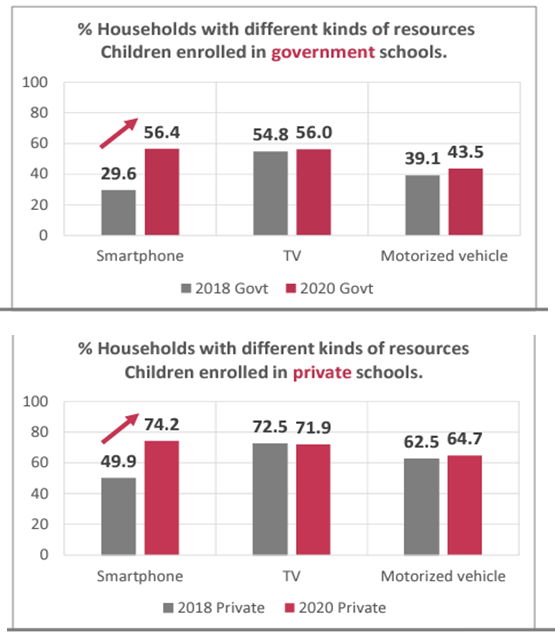 % Households with different kinds of resources
Children enrolled in government schools.
100
80
60
40
20
0
29.6
56.4
54.8
56.0
39.1
43.5
Smartphone
TV
Motorized vehicle
2018 Govt
2020 Govt
% Households with different kinds of resources
Children enrolled in private schools.
100
80
60
40
20
0
49.9
74.2
72.5
71.9
62.5
64.7
Smartphone
TV
Motorized vehicle
2018 Private
2020 Private